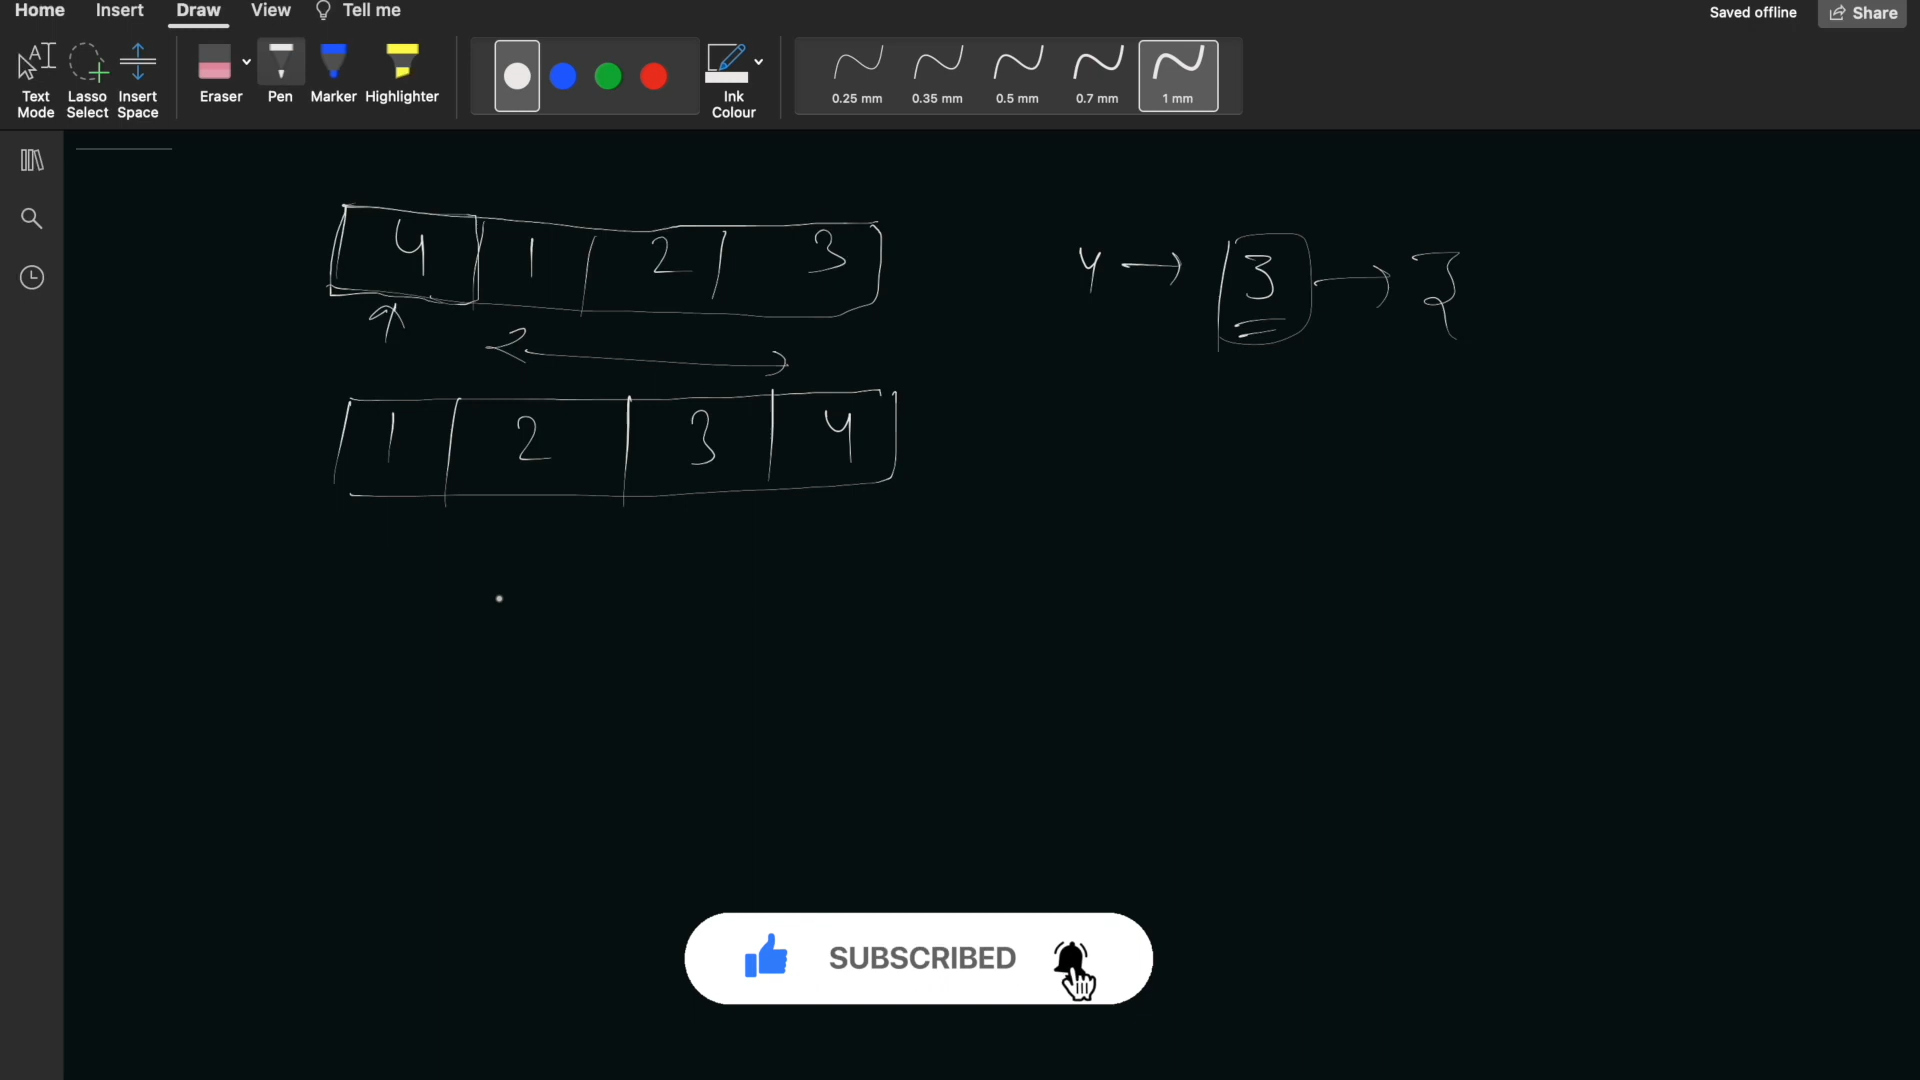 Home Insert Draw View Tell me Saved offline Share
Text Mode Lasso Select Insert Space Eraser Pen Marker Highlighter Ink Colour 0.25 mm 0.35 mm 0.5 mm 0.7 mm 1 mm
4 1 2 3
4 → 3 →
1 2 3 4
SUBSCRIBED